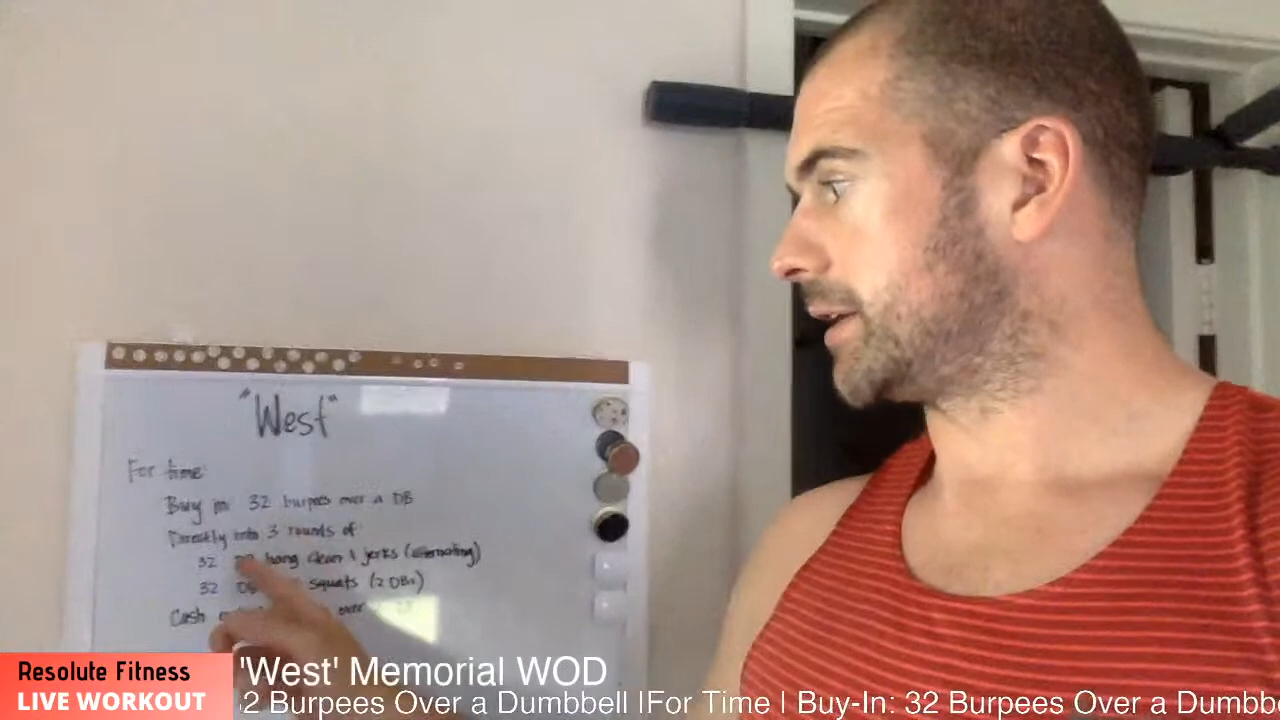 "West"
For time:
Buy in: 32 burpees over a DB
Directly into 3 rounds of:
32 hang clean & jerks (alternating)
32 DB squats (2 DBs)
Cash over
Resolute Fitness
LIVE WORKOUT
'West' Memorial WOD
2 Burpees Over a Dumbbell |For Time | Buy-In: 32 Burpees Over a Dumbb